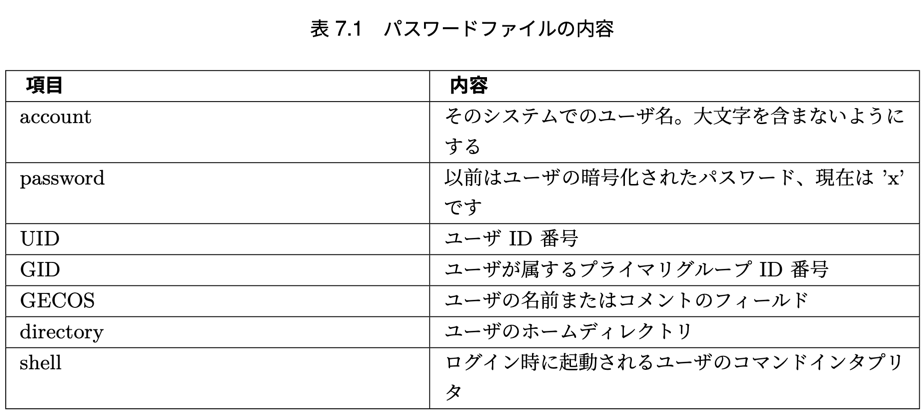 表 7.1　パスワードファイルの内容
項目　内容
account　そのシステムでのユーザ名。大文字を含まないように
する
password　以前はユーザの暗号化されたパスワード、現在は 'x'
です
UID　ユーザ ID 番号
GID　ユーザが属するプライマリグループ ID 番号
GECOS　ユーザの名前またはコメントのフィールド
directory　ユーザのホームディレクトリ
shell　ログイン時に起動されるユーザのコマンドインタプリ
タ